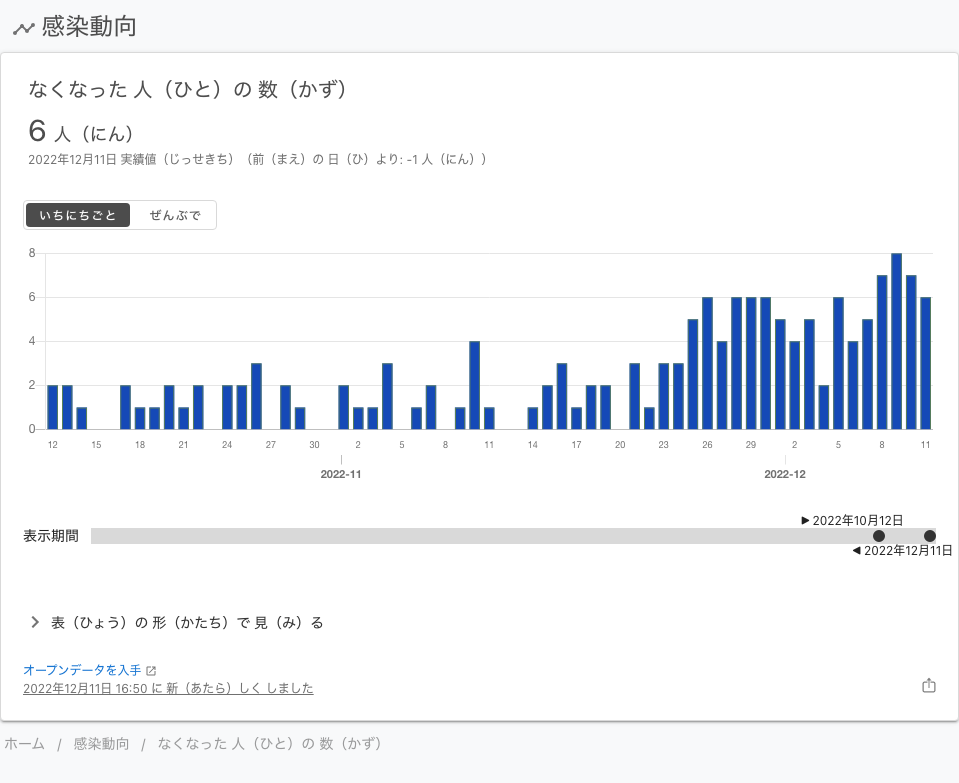 感染動向
なくなった 人（ひと）の 数（かず）
6 人（にん）
2022年12月11日 実績値（じっせきち）（前（まえ）の 日（ひ）より: -1 人（にん））
いちにちごと ぜんぶで
8
6
4
2
0
12 15 18 21 24 27 30 2 5 8 11 14 17 20 23 26 29 2 5 8 11
2022-11 2022-12
▶ 2022年10月12日
表示期間
◀ 2022年12月11日
表（ひょう）の 形（かたち）で 見（み）る
オープンデータを入手
2022年12月11日 16:50 に 新（あたら）しく しました
ホーム / 感染動向 / なくなった 人（ひと）の 数（かず）